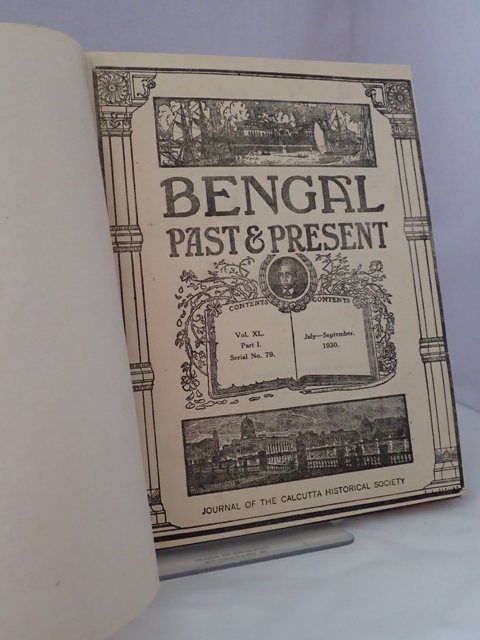 BENGAL
PAST & PRESENT
CONTENTS
CONTENTS
Vol. XL.
Part I.
Serial No. 79.
July—September.
1930.
JOURNAL OF THE CALCUTTA HISTORICAL SOCIETY